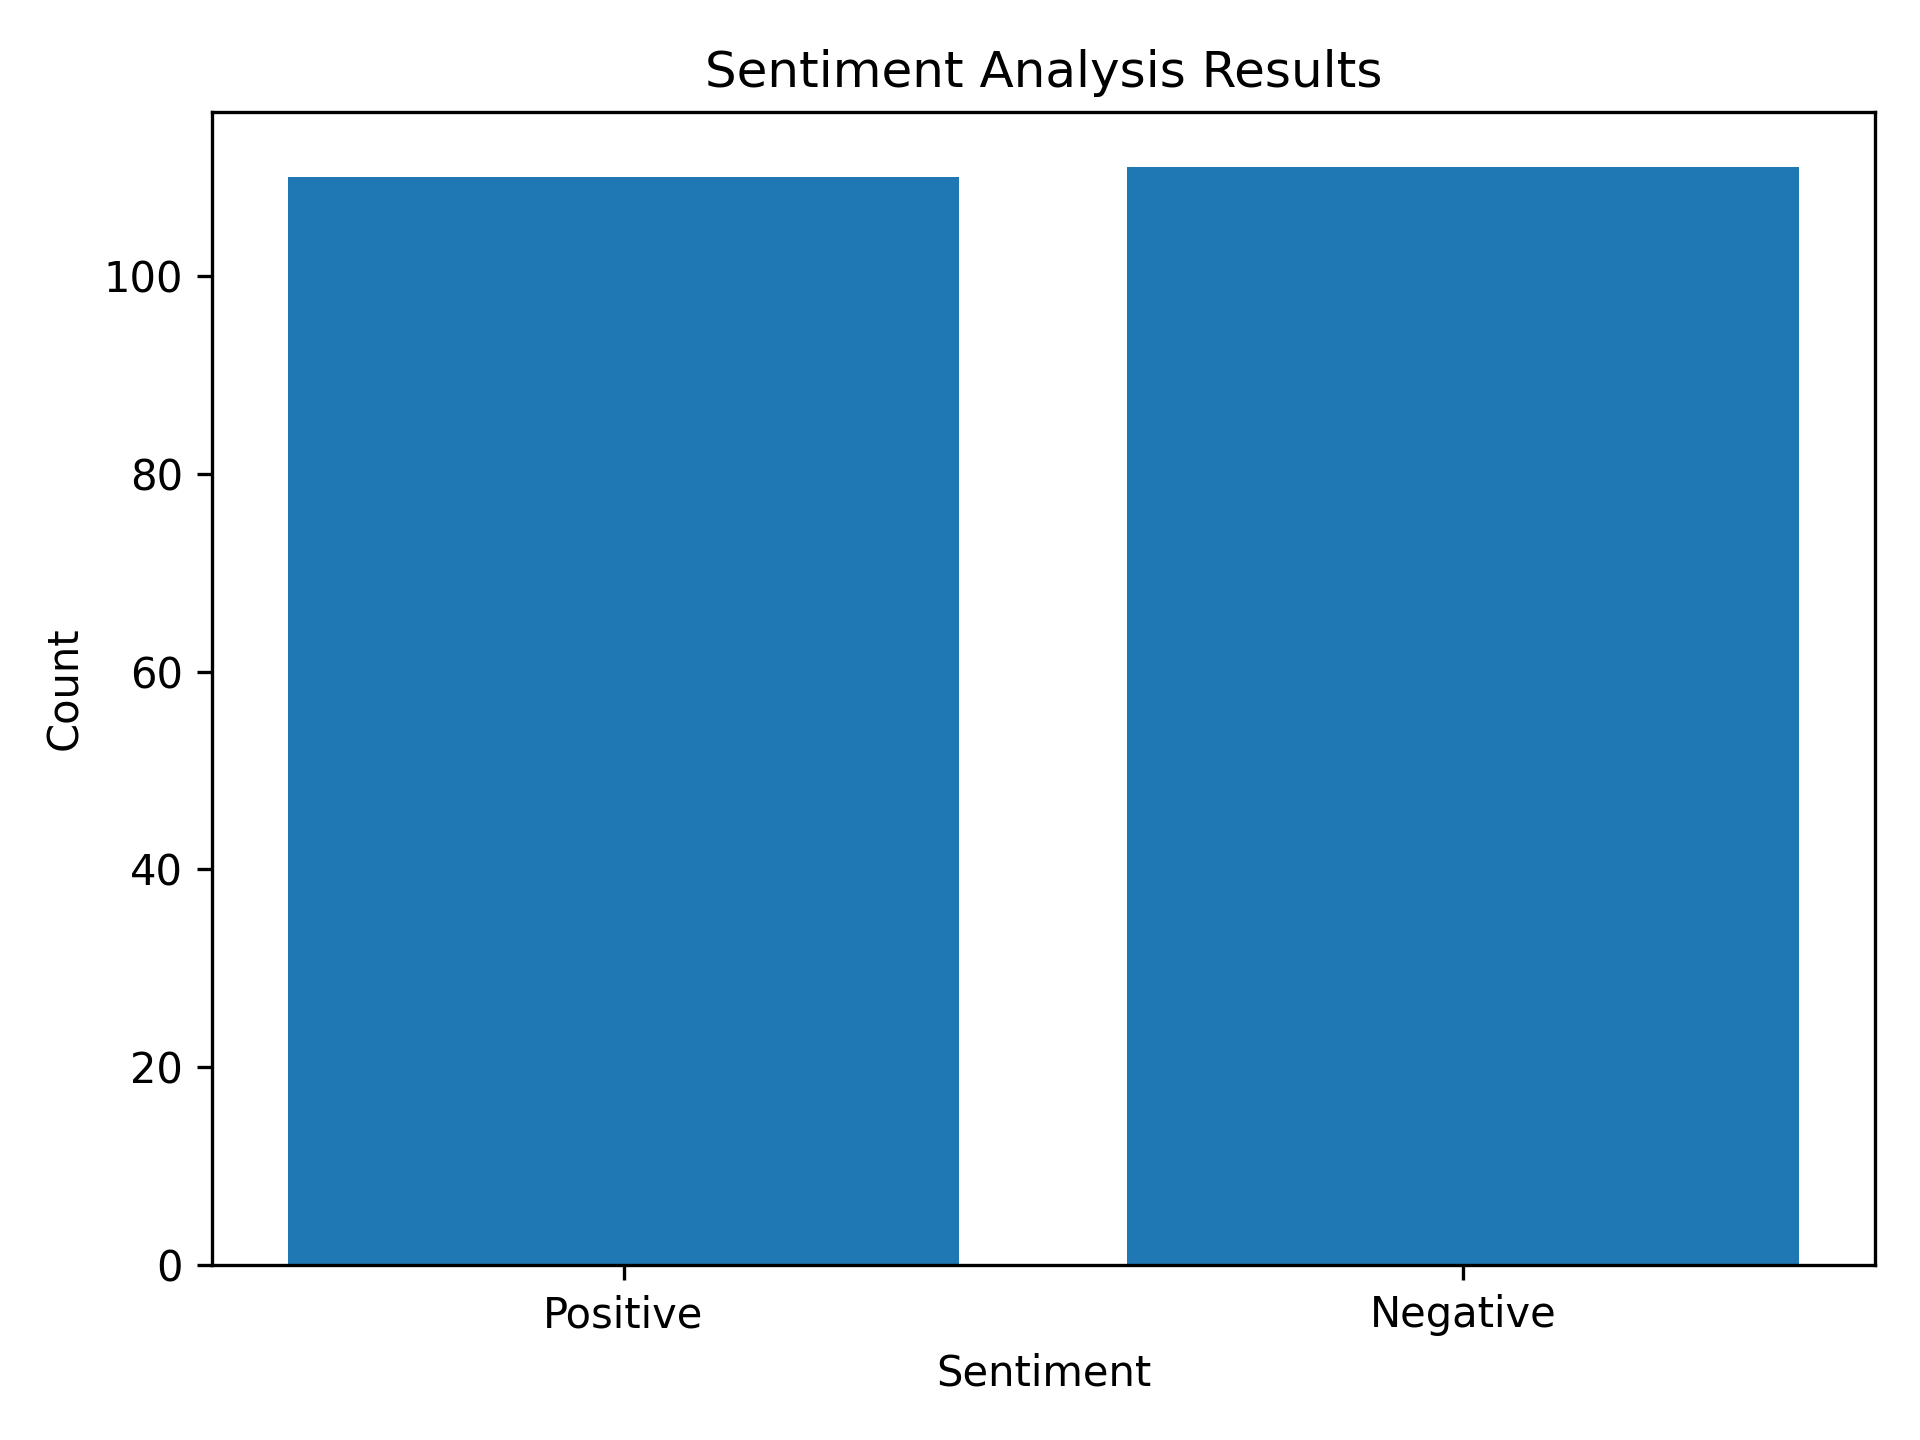 Sentiment Analysis Results
Count
100
80
60
40
20
0
Positive
Negative
Sentiment